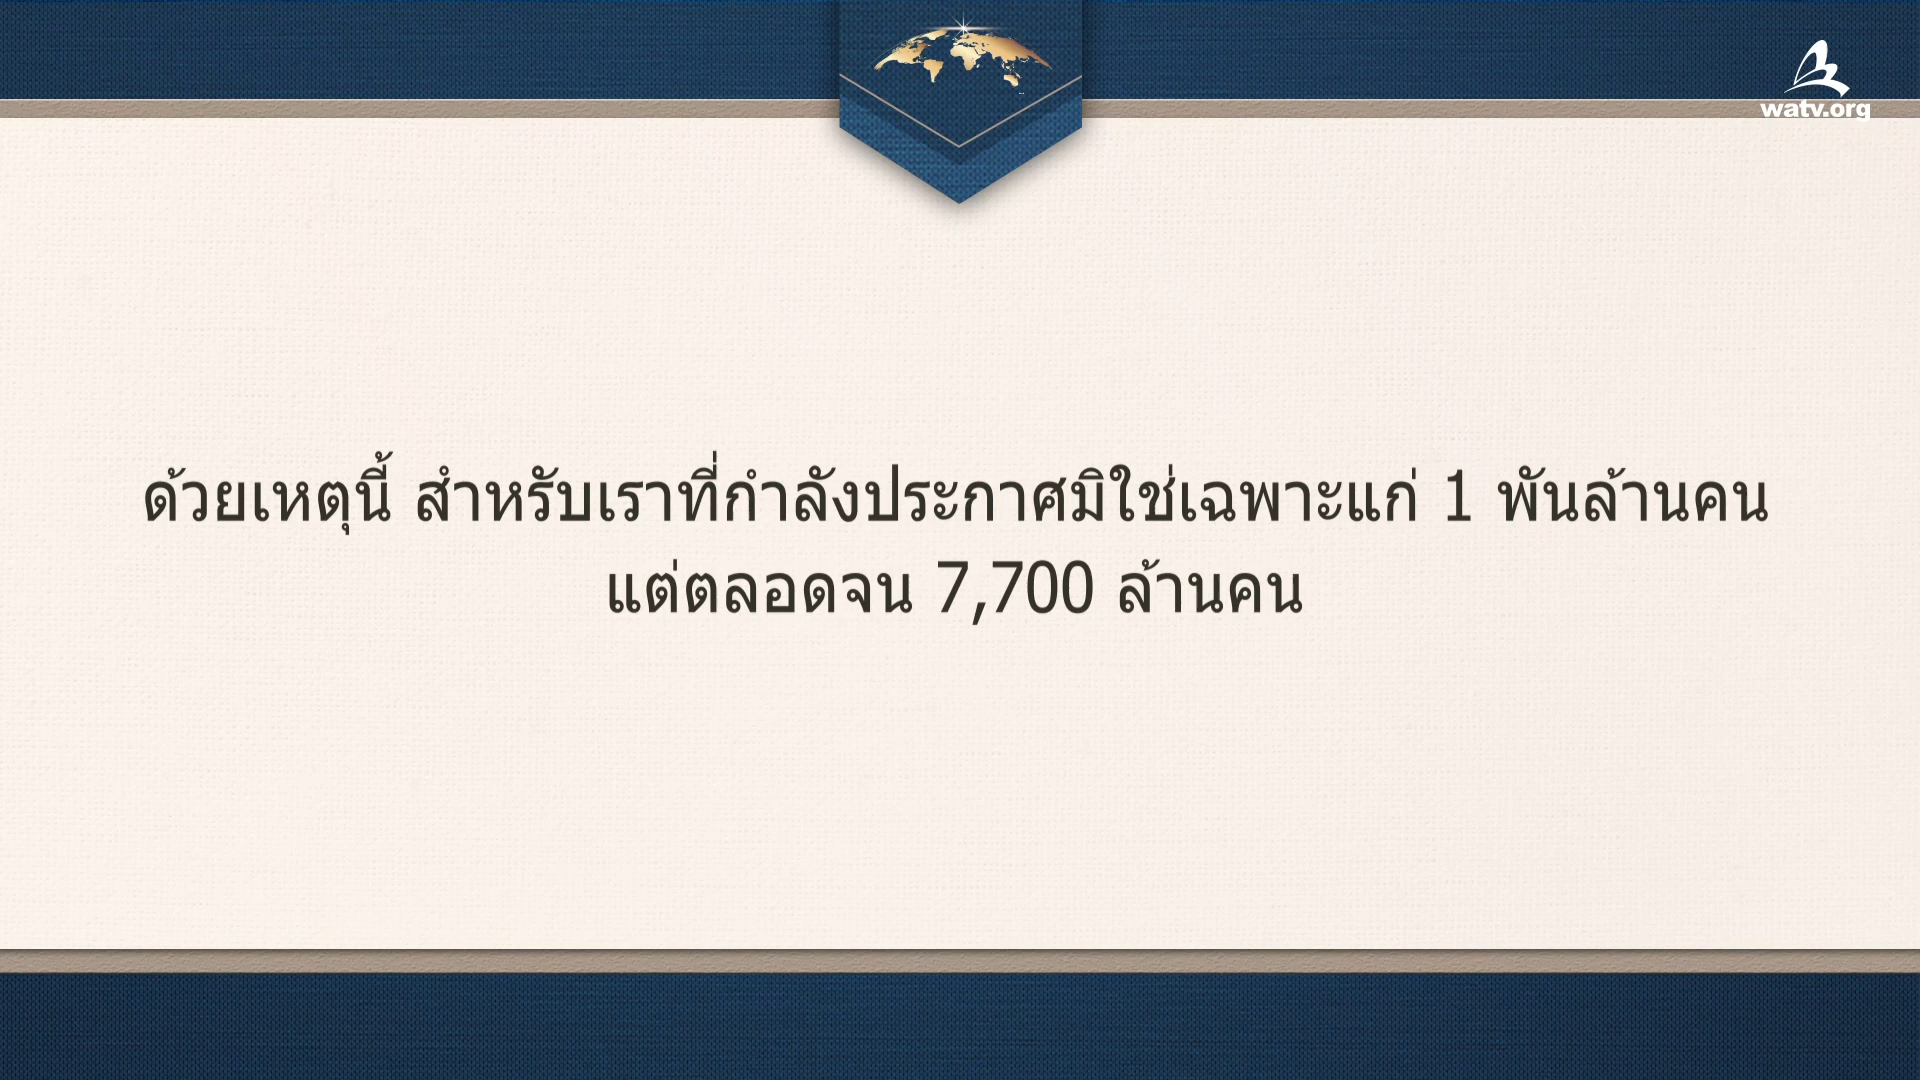 watv.org
ด้วยเหตุนี้ สำหรับเราที่กำลังประกาศมิใช่เฉพาะแก่ 1 พันล้านคน
แต่ตลอดจน 7,700 ล้านคน